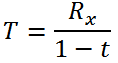 T = R_x / (1 − t)